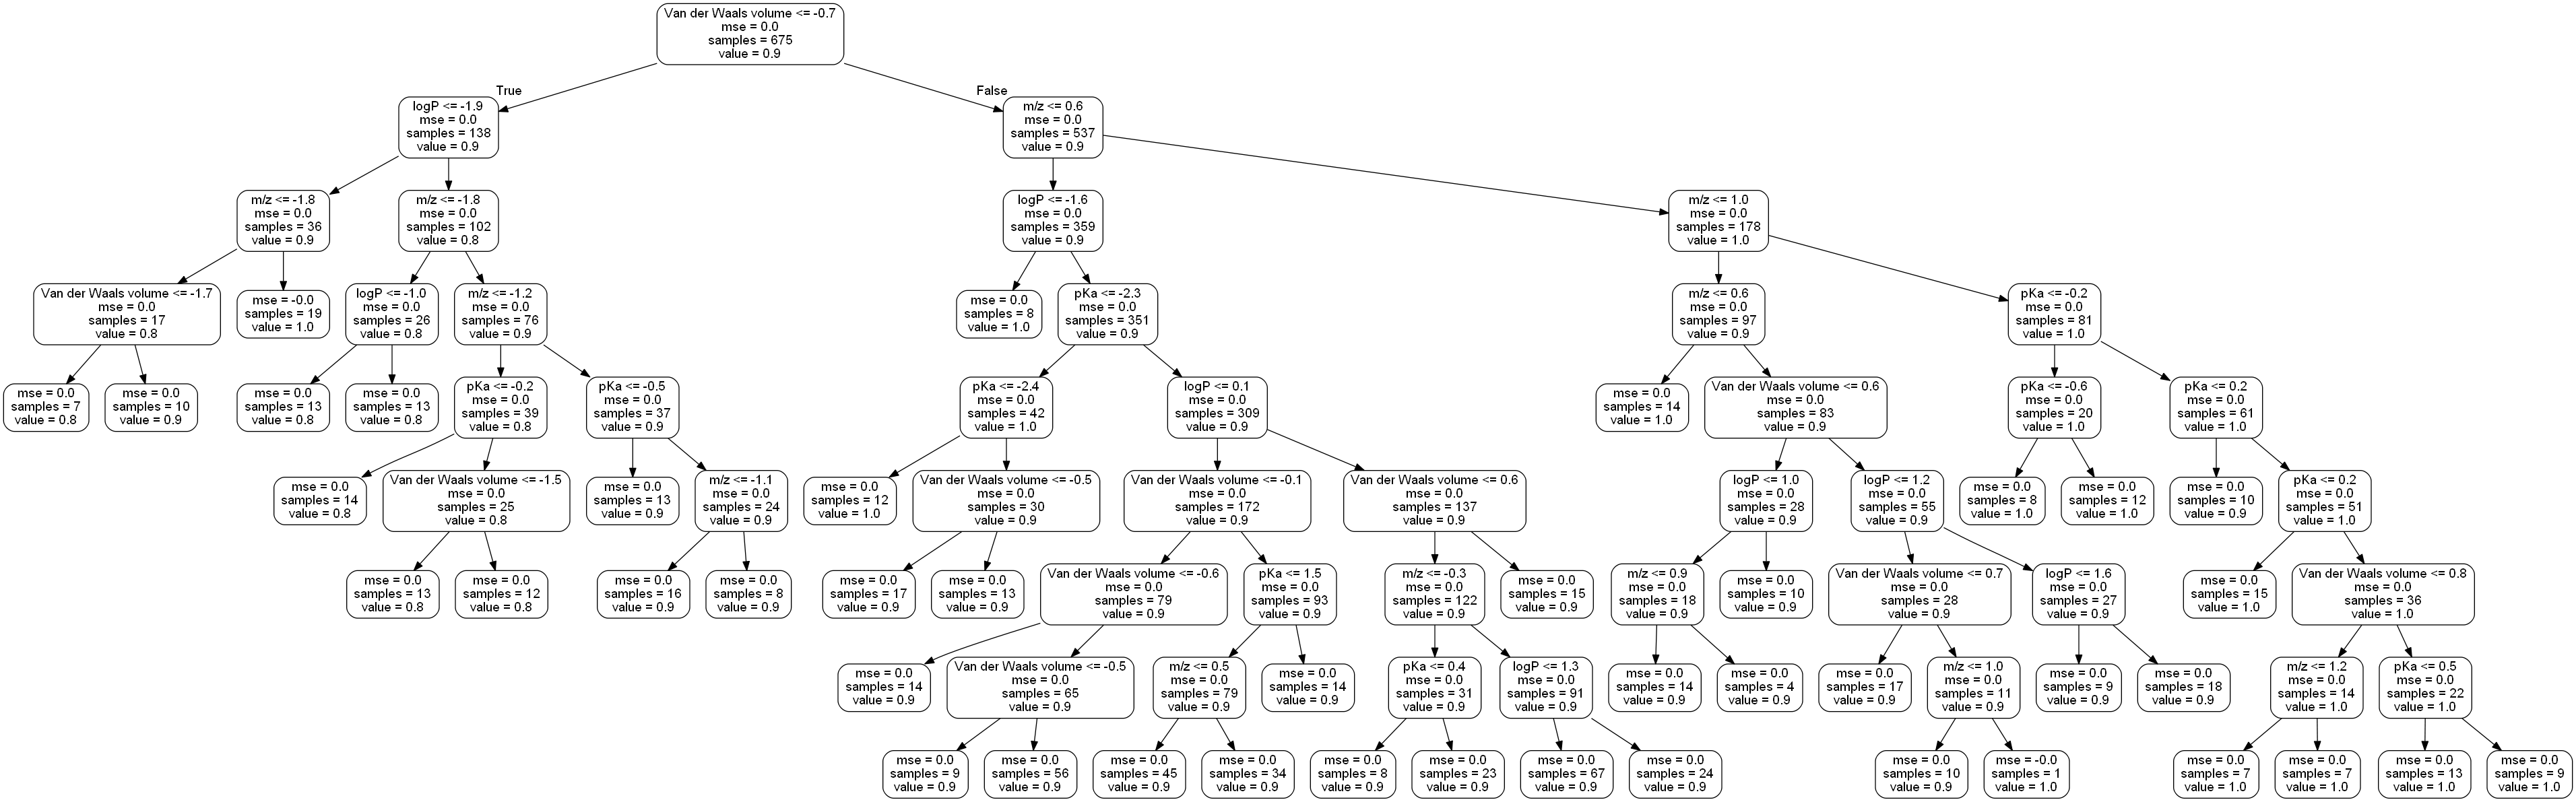 Van der Waals volume <= -0.7
mse = 0.0
samples = 675
value = 0.9
True
False
logP <= -1.9
mse = 0.0
samples = 138
value = 0.9
m/z <= 0.6
mse = 0.0
samples = 537
value = 0.9
m/z <= -1.8
mse = 0.0
samples = 36
value = 0.9
m/z <= -1.8
mse = 0.0
samples = 102
value = 0.8
logP <= -1.6
mse = 0.0
samples = 359
value = 0.9
m/z <= 1.0
mse = 0.0
samples = 178
value = 1.0
Van der Waals volume <= -1.7
mse = 0.0
samples = 17
value = 0.8
mse = -0.0
samples = 19
value = 1.0
logP <= -1.0
mse = 0.0
samples = 26
value = 0.8
m/z <= -1.2
mse = 0.0
samples = 76
value = 0.9
mse = 0.0
samples = 8
value = 1.0
pKa <= -2.3
mse = 0.0
samples = 351
value = 0.9
m/z <= 0.6
mse = 0.0
samples = 97
value = 0.9
pKa <= -0.2
mse = 0.0
samples = 81
value = 1.0
mse = 0.0
samples = 7
value = 0.8
mse = 0.0
samples = 10
value = 0.9
mse = 0.0
samples = 13
value = 0.8
mse = 0.0
samples = 13
value = 0.8
pKa <= -0.2
mse = 0.0
samples = 39
value = 0.8
pKa <= -0.5
mse = 0.0
samples = 37
value = 0.9
pKa <= -2.4
mse = 0.0
samples = 42
value = 1.0
logP <= 0.1
mse = 0.0
samples = 309
value = 0.9
mse = 0.0
samples = 14
value = 1.0
Van der Waals volume <= 0.6
mse = 0.0
samples = 83
value = 0.9
pKa <= -0.6
mse = 0.0
samples = 20
value = 1.0
pKa <= 0.2
mse = 0.0
samples = 61
value = 1.0
mse = 0.0
samples = 14
value = 0.8
Van der Waals volume <= -1.5
mse = 0.0
samples = 25
value = 0.8
mse = 0.0
samples = 13
value = 0.9
m/z <= -1.1
mse = 0.0
samples = 24
value = 0.9
mse = 0.0
samples = 12
value = 1.0
Van der Waals volume <= -0.5
mse = 0.0
samples = 30
value = 0.9
Van der Waals volume <= -0.1
mse = 0.0
samples = 172
value = 0.9
Van der Waals volume <= 0.6
mse = 0.0
samples = 137
value = 0.9
logP <= 1.0
mse = 0.0
samples = 28
value = 0.9
logP <= 1.2
mse = 0.0
samples = 55
value = 0.9
mse = 0.0
samples = 8
value = 1.0
mse = 0.0
samples = 12
value = 1.0
mse = 0.0
samples = 10
value = 0.9
pKa <= 0.2
mse = 0.0
samples = 51
value = 1.0
mse = 0.0
samples = 13
value = 0.8
mse = 0.0
samples = 12
value = 0.8
mse = 0.0
samples = 16
value = 0.9
mse = 0.0
samples = 8
value = 0.9
mse = 0.0
samples = 17
value = 0.9
mse = 0.0
samples = 13
value = 0.9
Van der Waals volume <= -0.6
mse = 0.0
samples = 79
value = 0.9
pKa <= 1.5
mse = 0.0
samples = 93
value = 0.9
m/z <= -0.3
mse = 0.0
samples = 122
value = 0.9
mse = 0.0
samples = 15
value = 0.9
m/z <= 0.9
mse = 0.0
samples = 18
value = 0.9
mse = 0.0
samples = 10
value = 0.9
Van der Waals volume <= 0.7
mse = 0.0
samples = 28
value = 0.9
logP <= 1.6
mse = 0.0
samples = 27
value = 0.9
mse = 0.0
samples = 15
value = 1.0
Van der Waals volume <= 0.8
mse = 0.0
samples = 36
value = 1.0
mse = 0.0
samples = 14
value = 0.9
Van der Waals volume <= -0.5
mse = 0.0
samples = 65
value = 0.9
m/z <= 0.5
mse = 0.0
samples = 79
value = 0.9
mse = 0.0
samples = 14
value = 0.9
pKa <= 0.4
mse = 0.0
samples = 31
value = 0.9
logP <= 1.3
mse = 0.0
samples = 91
value = 0.9
mse = 0.0
samples = 14
value = 0.9
mse = 0.0
samples = 4
value = 0.9
mse = 0.0
samples = 17
value = 0.9
m/z <= 1.0
mse = 0.0
samples = 11
value = 0.9
mse = 0.0
samples = 9
value = 0.9
mse = 0.0
samples = 18
value = 0.9
m/z <= 1.2
mse = 0.0
samples = 14
value = 1.0
pKa <= 0.5
mse = 0.0
samples = 22
value = 1.0
mse = 0.0
samples = 9
value = 0.9
mse = 0.0
samples = 56
value = 0.9
mse = 0.0
samples = 45
value = 0.9
mse = 0.0
samples = 34
value = 0.9
mse = 0.0
samples = 8
value = 0.9
mse = 0.0
samples = 23
value = 0.9
mse = 0.0
samples = 67
value = 0.9
mse = 0.0
samples = 24
value = 0.9
mse = 0.0
samples = 10
value = 0.9
mse = -0.0
samples = 1
value = 1.0
mse = 0.0
samples = 7
value = 1.0
mse = 0.0
samples = 7
value = 1.0
mse = 0.0
samples = 13
value = 1.0
mse = 0.0
samples = 9
value = 1.0